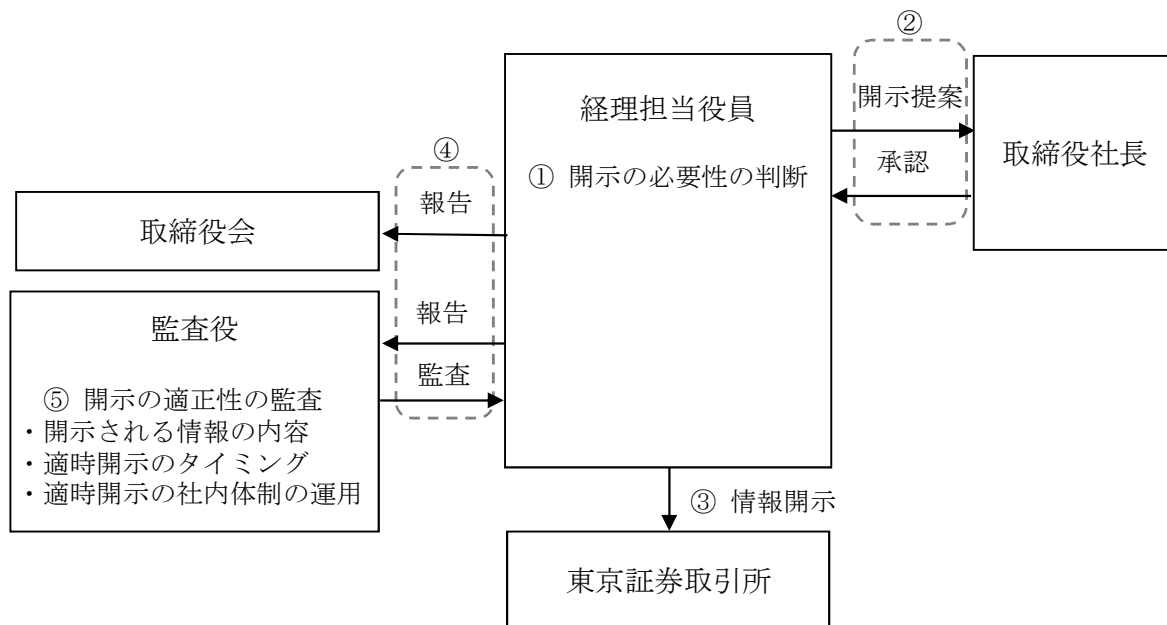 ②
開示提案
承認
取締役社長
経理担当役員
① 開示の必要性の判断
④
報告
取締役会
報告
監査
監査役
⑤ 開示の適正性の監査
・開示される情報の内容
・適時開示のタイミング
・適時開示の社内体制の運用
③ 情報開示
東京証券取引所